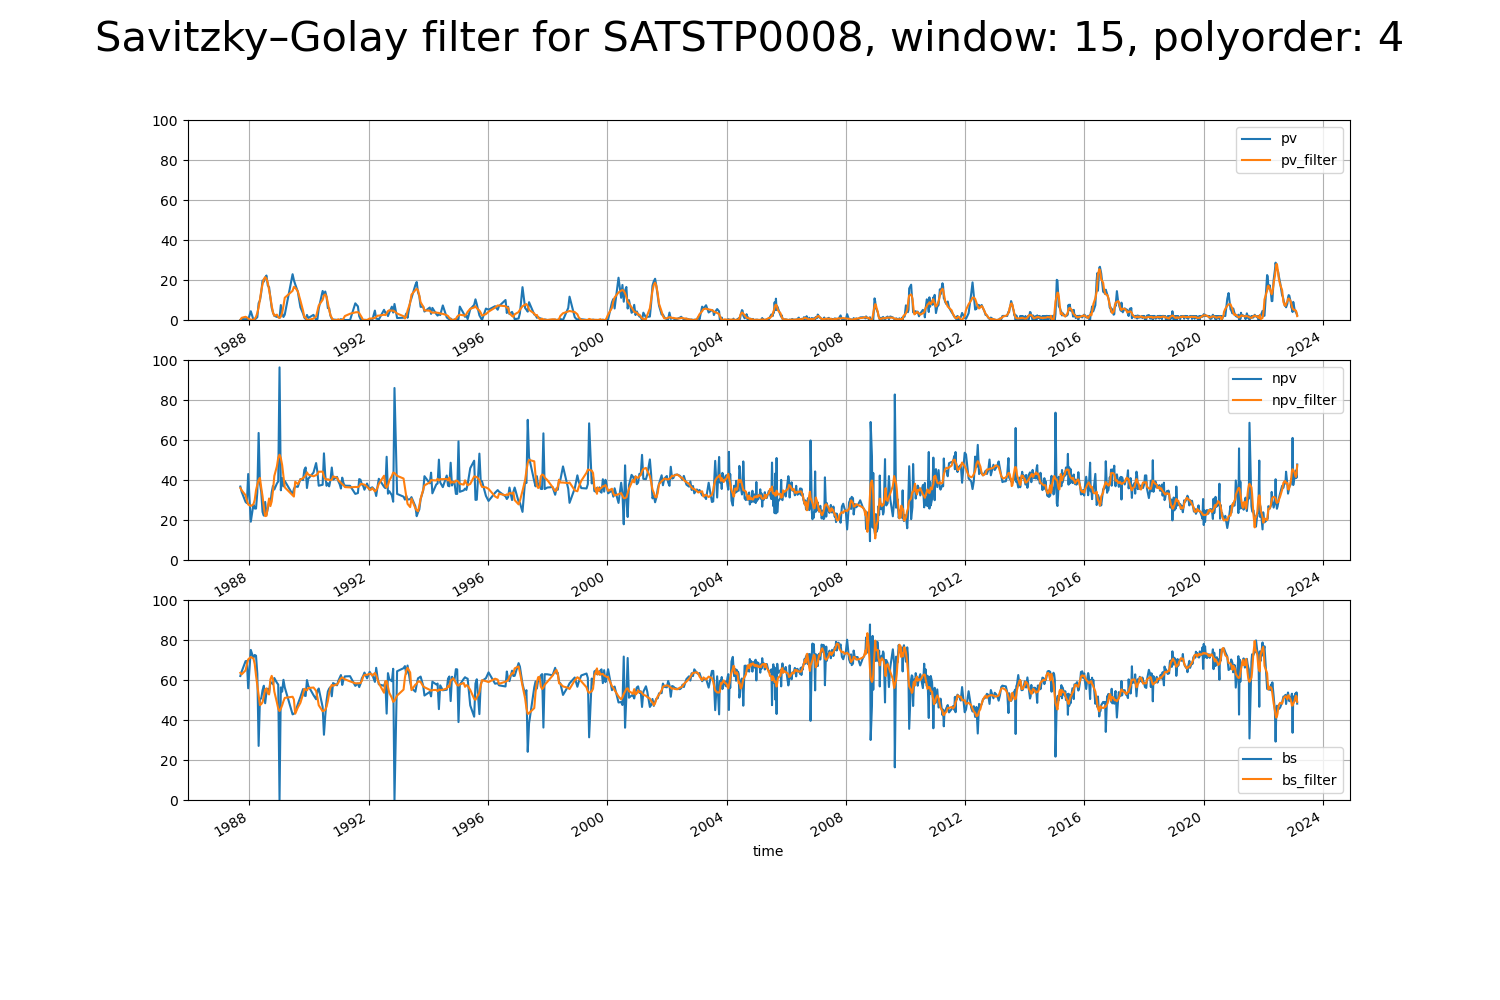 Savitzky–Golay filter for SATSTP0008, window: 15, polyorder: 4
100
80
60
40
20
0
pv
pv_filter
1988 1992 1996 2000 2004 2008 2012 2016 2020 2024
100
80
60
40
20
0
npv
npv_filter
1988 1992 1996 2000 2004 2008 2012 2016 2020 2024
100
80
60
40
20
0
bs
bs_filter
1988 1992 1996 2000 2004 2008 2012 2016 2020 2024
time